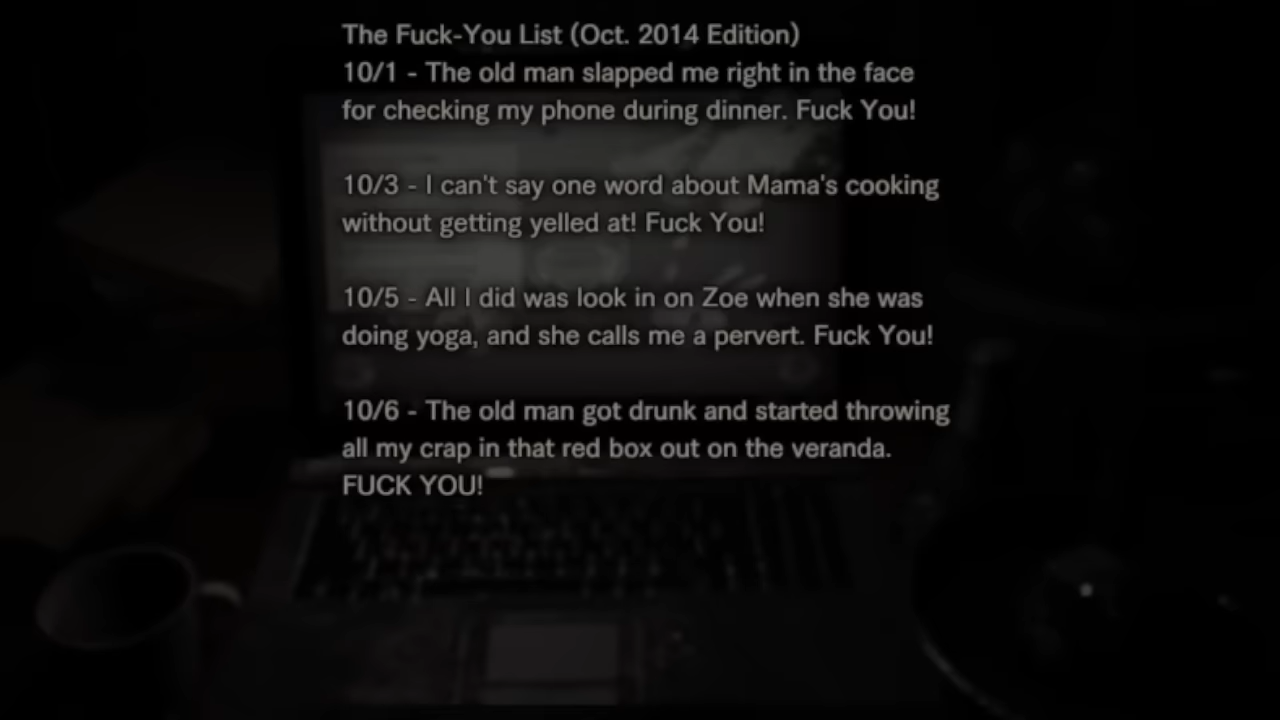 The Fuck-You List (Oct. 2014 Edition)
10/1 - The old man slapped me right in the face
for checking my phone during dinner. Fuck You!
10/3 - I can't say one word about Mama's cooking
without getting yelled at! Fuck You!
10/5 - All I did was look in on Zoe when she was
doing yoga, and she calls me a pervert. Fuck You!
10/6 - The old man got drunk and started throwing
all my crap in that red box out on the veranda.
FUCK YOU!